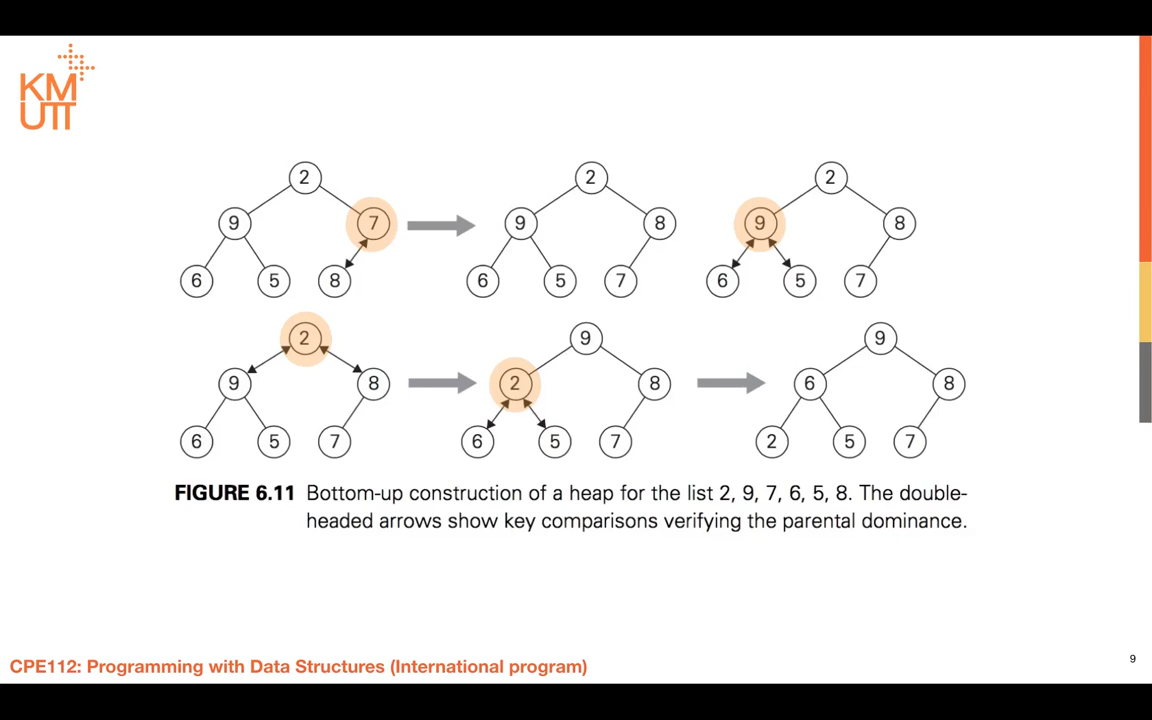 KM
UTT
2 2 2
9 7 9 8 9 8
6 5 8 6 5 7 6 5 7
2 9 9
9 8 2 8 6 8
6 5 7 6 5 7 2 5 7
FIGURE 6.11 Bottom-up construction of a heap for the list 2, 9, 7, 6, 5, 8. The double-
headed arrows show key comparisons verifying the parental dominance.
CPE112: Programming with Data Structures (International program)
9